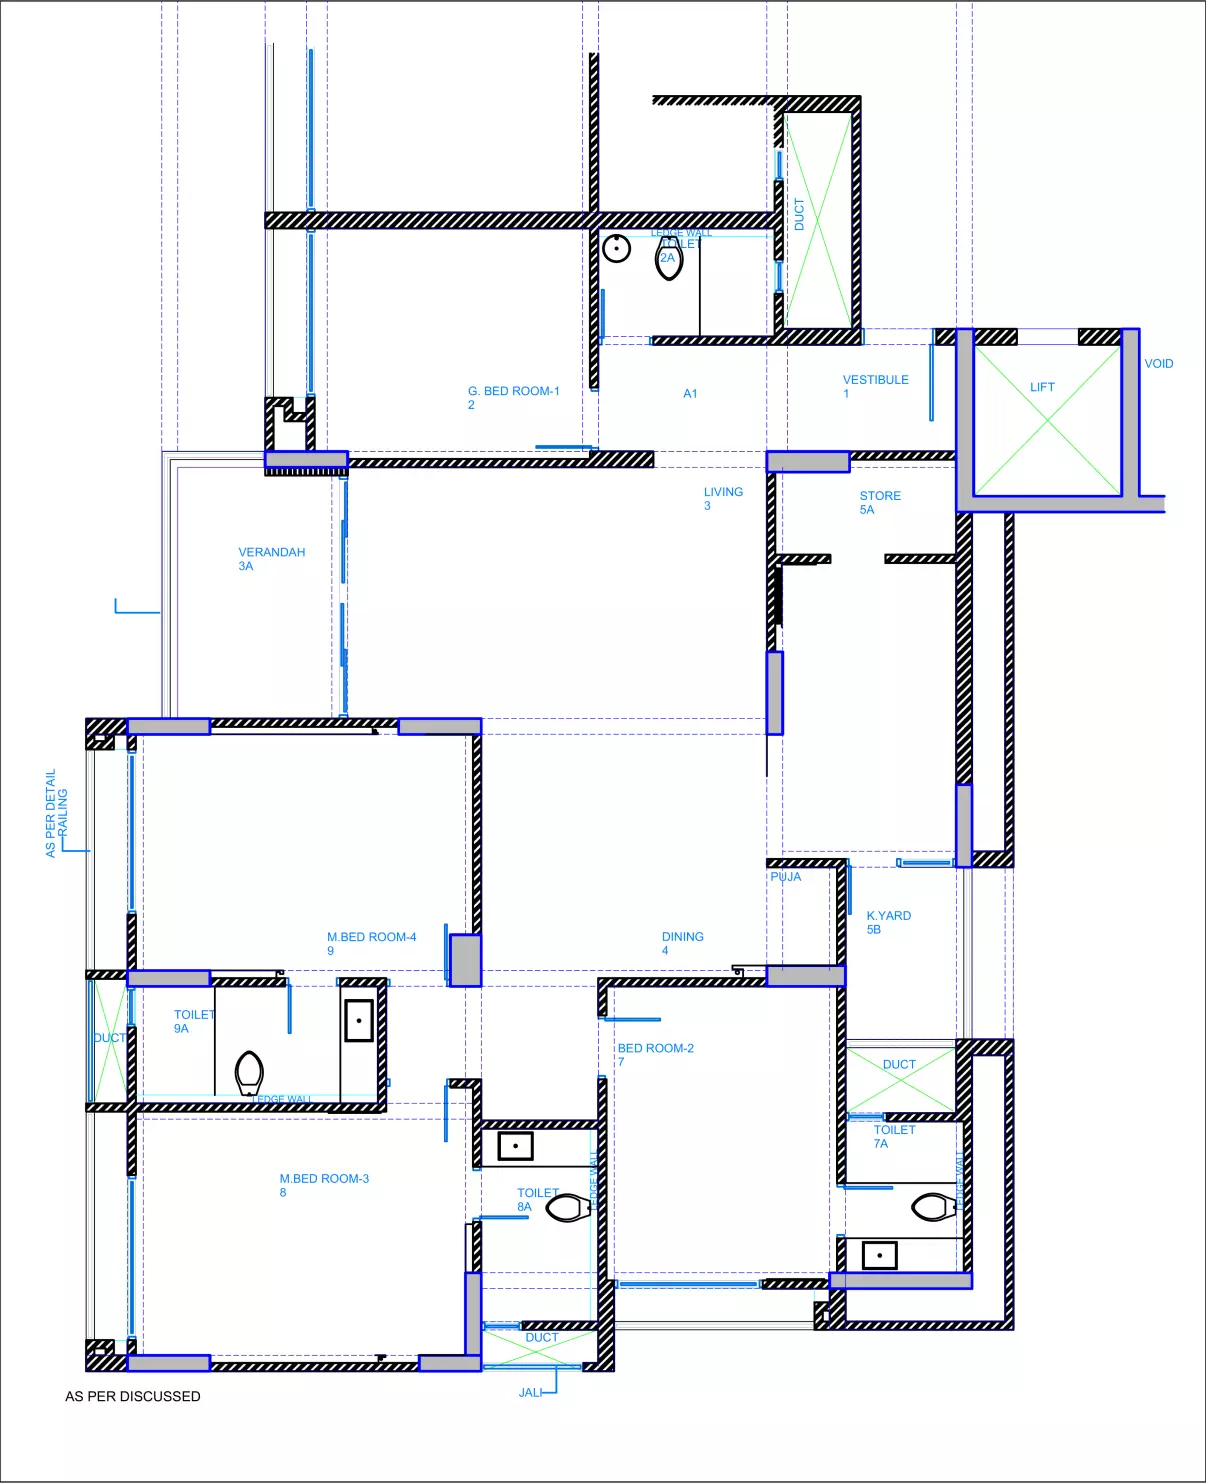 LEDGE WALL
TOILET
2A
DUCT
G. BED ROOM-1
2
A1
VESTIBULE
1
LIFT
VOID
LIVING
3
STORE
5A
VERANDAH
3A
AS PER DETAIL
RAILING
M.BED ROOM-4
9
DINING
4
PUJA
K.YARD
5B
TOILET
9A
DUCT
LEDGE WALL
BED ROOM-2
7
DUCT
TOILET
7A
LEDGE WALL
M.BED ROOM-3
8
TOILET
8A
LEDGE WALL
DUCT
JALI
AS PER DISCUSSED